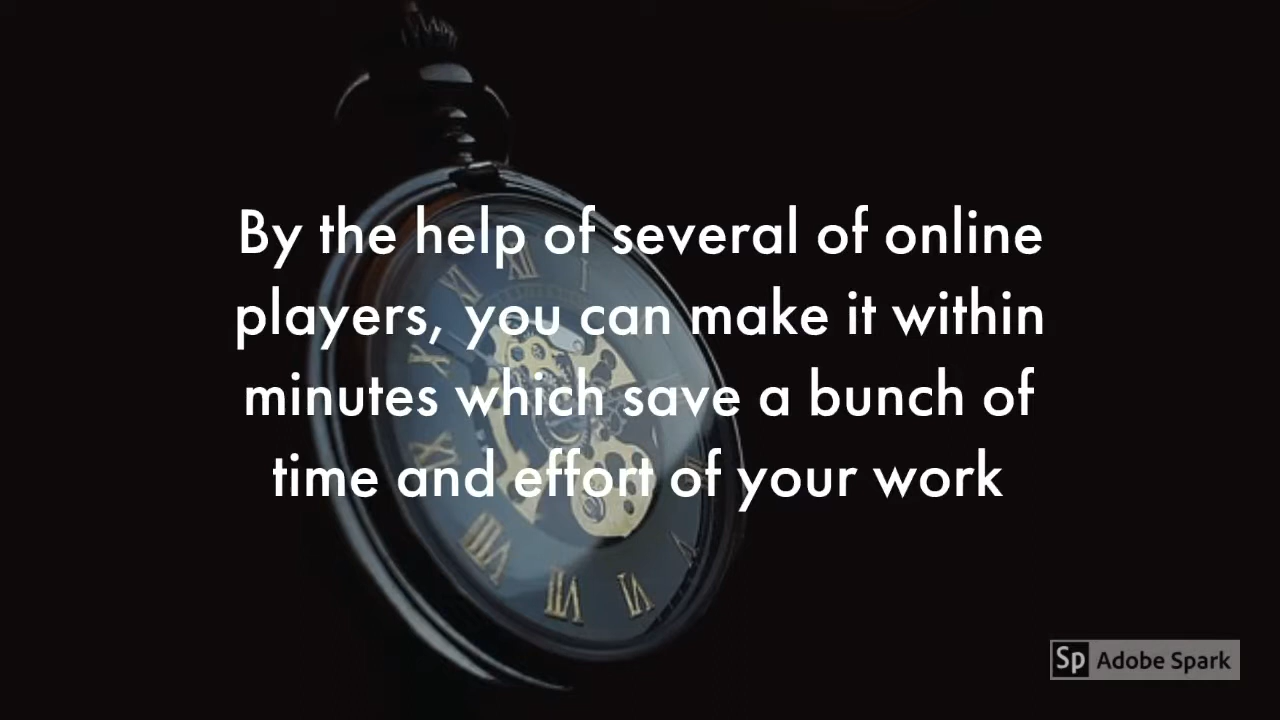 By the help of several of online
players, you can make it within
minutes which save a bunch of
time and effort of your work
Sp Adobe Spark